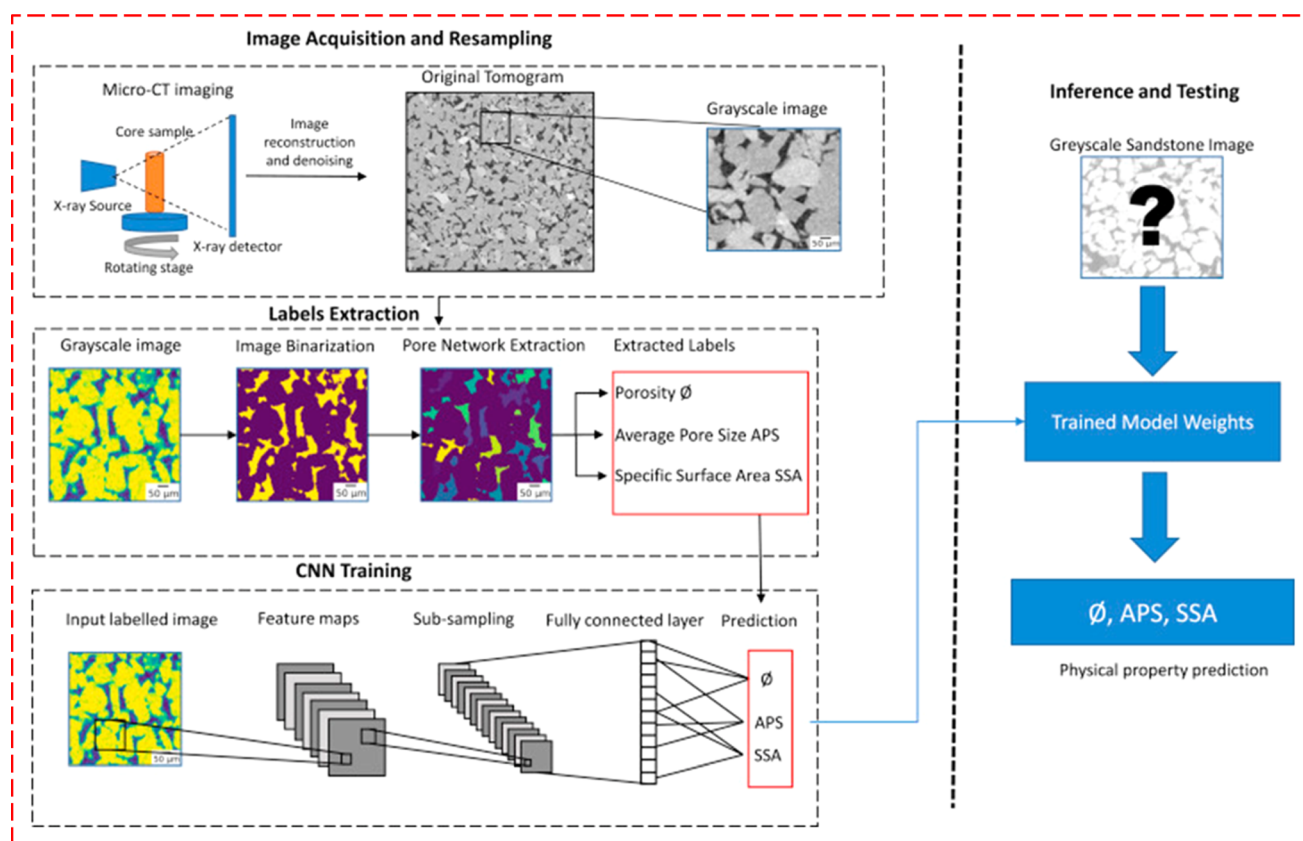 Image Acquisition and Resampling
Micro-CT imaging
Core sample
X-ray Source
X-ray detector
Rotating stage
Image
reconstruction
and denoising
Original Tomogram
Grayscale image
50 μm
Labels Extraction
Grayscale image
50 μm
Image Binarization
50 μm
Pore Network Extraction
50 μm
Extracted Labels
Porosity Ø
Average Pore Size APS
Specific Surface Area SSA
CNN Training
Input labelled image
50 μm
Feature maps
Sub-sampling
Fully connected layer
Prediction
Ø
APS
SSA
Inference and Testing
Greyscale Sandstone Image
?
Trained Model Weights
Ø, APS, SSA
Physical property prediction